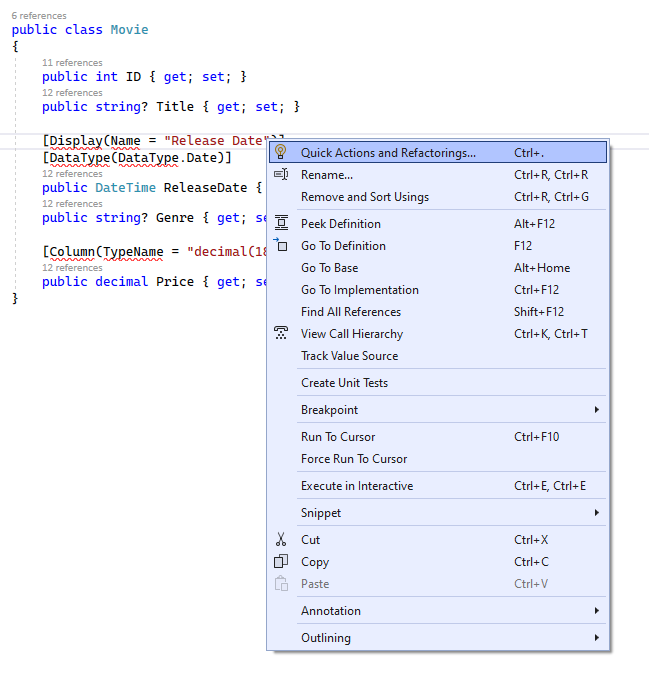 6 references
public class Movie
{
11 references
public int ID { get; set; }
12 references
public string? Title { get; set; }
[Display(Name = "Release Date")]
[DataType(DataType.Date)]
12 references
public DateTime ReleaseDate {
12 references
public string? Genre { get; se
[Column(TypeName = "decimal(18
12 references
public decimal Price { get; se
}
Quick Actions and Refactorings... Ctrl+.
Rename... Ctrl+R, Ctrl+R
Remove and Sort Usings Ctrl+R, Ctrl+G
Peek Definition Alt+F12
Go To Definition F12
Go To Base Alt+Home
Go To Implementation Ctrl+F12
Find All References Shift+F12
View Call Hierarchy Ctrl+K, Ctrl+T
Track Value Source
Create Unit Tests
Breakpoint
Run To Cursor Ctrl+F10
Force Run To Cursor
Execute in Interactive Ctrl+E, Ctrl+E
Snippet
Cut Ctrl+X
Copy Ctrl+C
Paste Ctrl+V
Annotation
Outlining